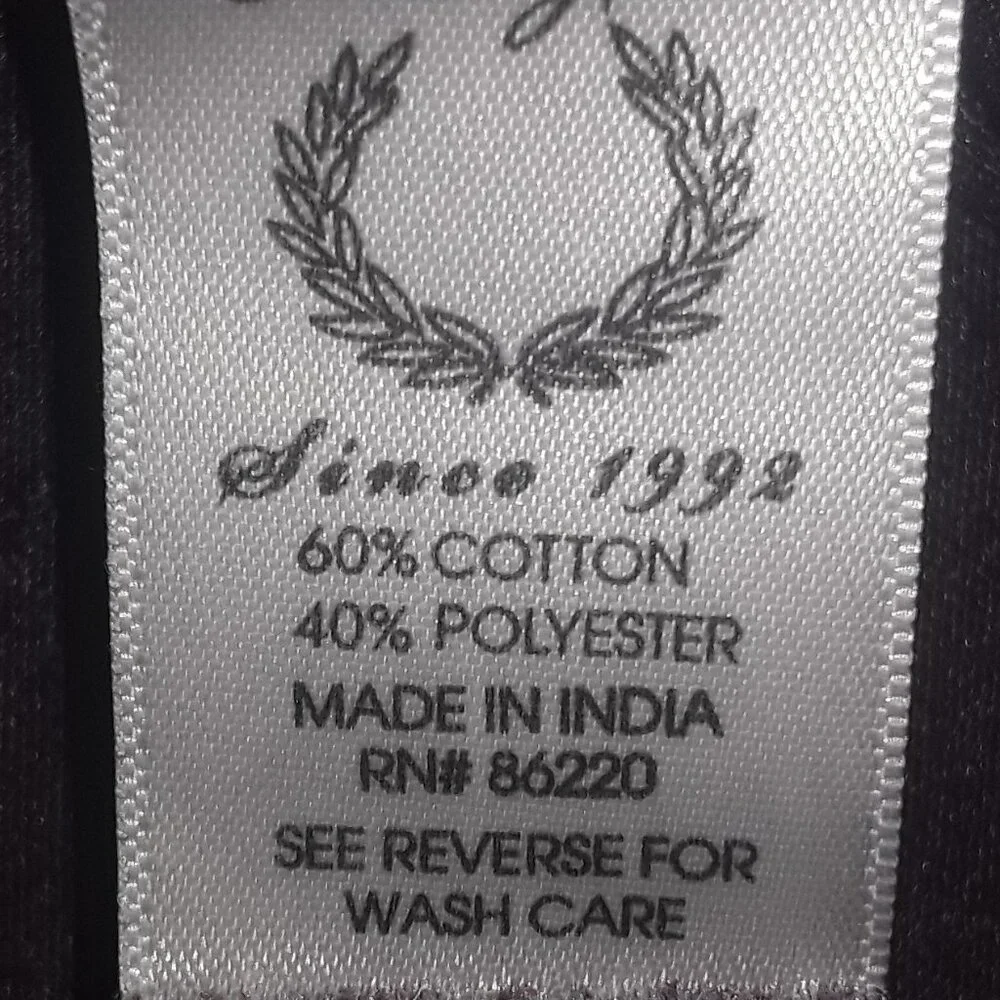 Since 1992
60% COTTON
40% POLYESTER
MADE IN INDIA
RN# 86220
SEE REVERSE FOR
WASH CARE